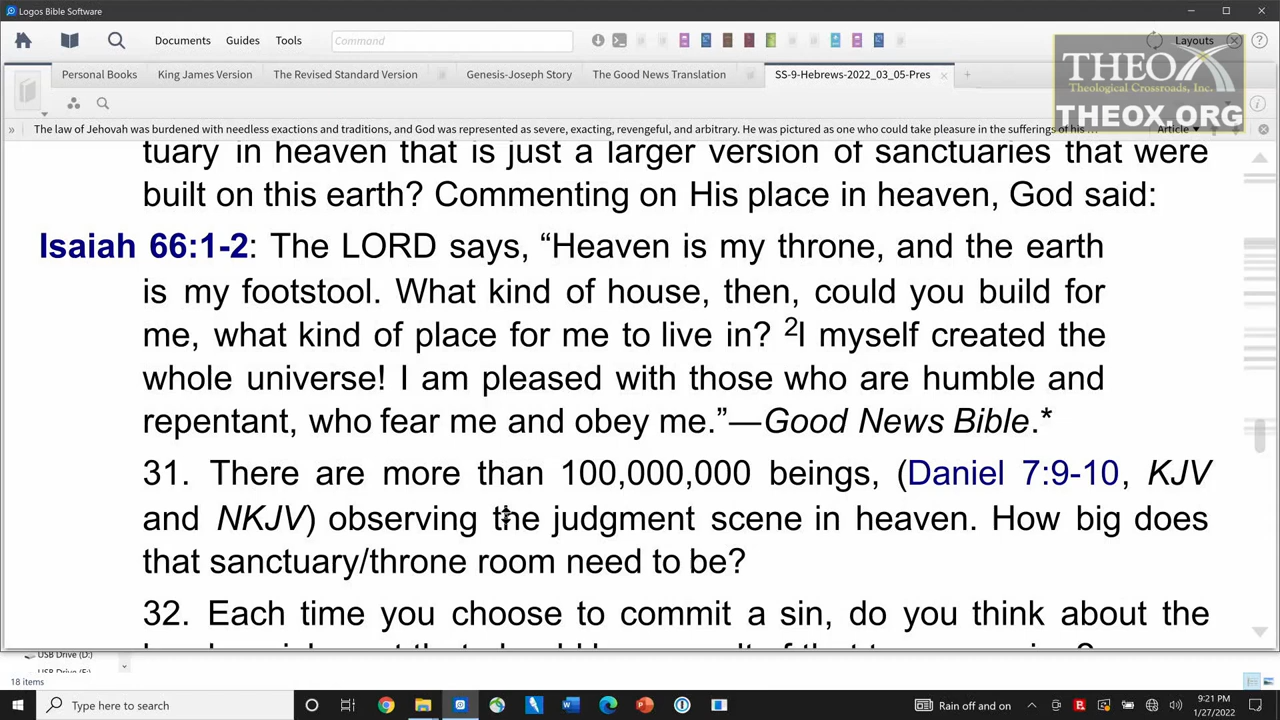 Logos Bible Software
Documents Guides Tools Command Layouts
THEOX
Theological Crossroads, Inc.
THEOX.ORG
Personal Books King James Version The Revised Standard Version Genesis-Joseph Story The Good News Translation SS-9-Hebrews-2022_03_05-Pres
» The law of Jehovah was burdened with needless exactions and traditions, and God was represented as severe, exacting, revengeful, and arbitrary. He was pictured as one who could take pleasure in the sufferings of his ... Article
tuary in heaven that is just a larger version of sanctuaries that were
built on this earth? Commenting on His place in heaven, God said:
Isaiah 66:1-2: The LORD says, “Heaven is my throne, and the earth
is my footstool. What kind of house, then, could you build for
me, what kind of place for me to live in? 2I myself created the
whole universe! I am pleased with those who are humble and
repentant, who fear me and obey me.”—Good News Bible.*
31. There are more than 100,000,000 beings, (Daniel 7:9-10, KJV
and NKJV) observing the judgment scene in heaven. How big does
that sanctuary/throne room need to be?
32. Each time you choose to commit a sin, do you think about the
USB Drive (D:)
18 items
Type here to search
Rain off and on
9:21 PM
1/27/2022